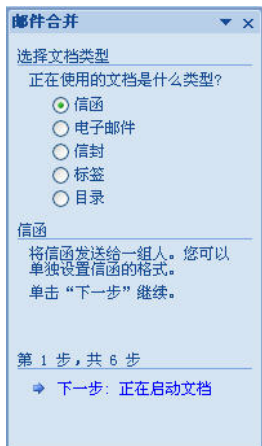 邮件合并
选择文档类型
正在使用的文档是什么类型?
信函
电子邮件
信封
标签
目录
信函
将信函发送给一组人。您可以
单独设置信函的格式。
单击“下一步”继续。
第 1 步,共 6 步
下一步: 正在启动文档